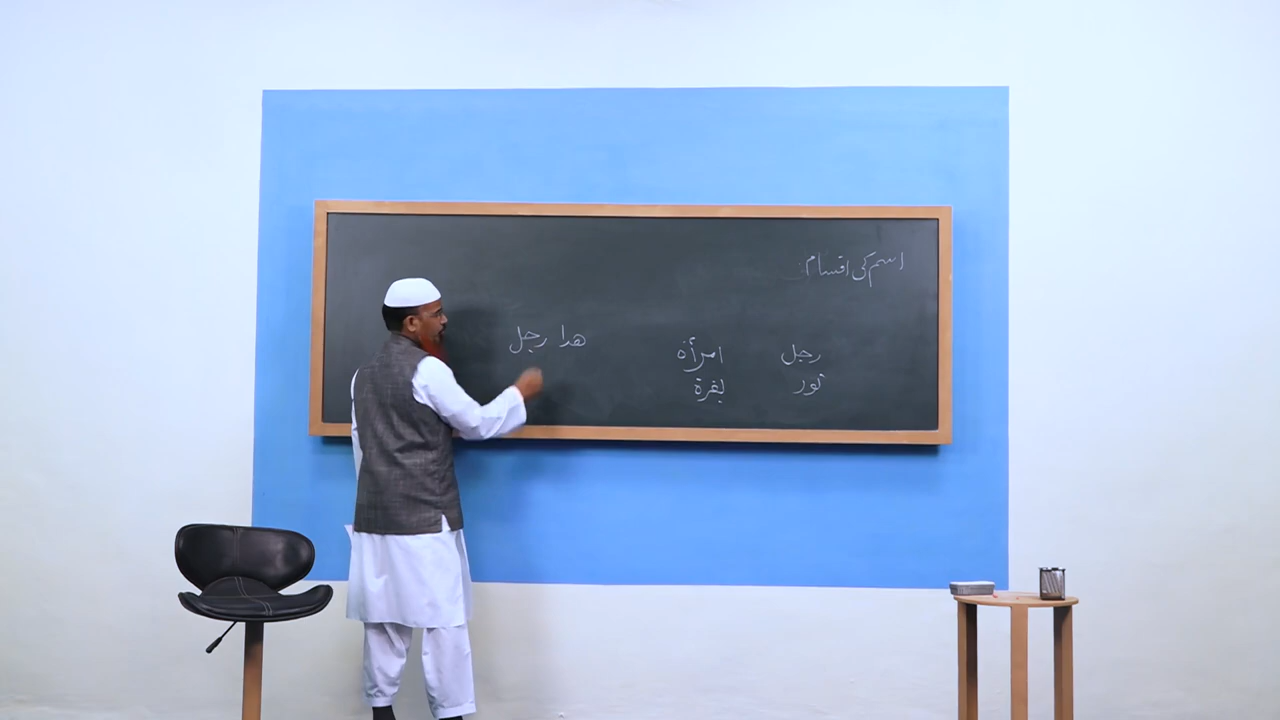 اسم کی اقسام:
رجل امرأة هذا رجل
ثور بقرة